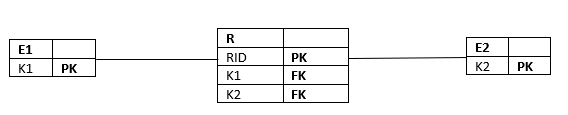 E1
K1 PK
R
RID PK
K1 FK
K2 FK
E2
K2 PK